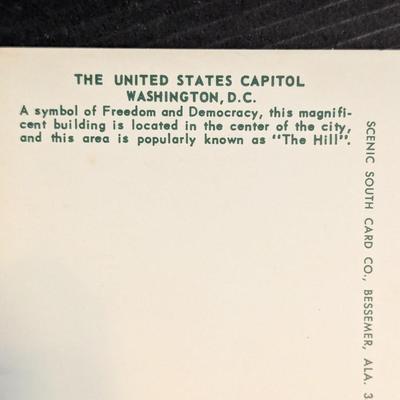 THE UNITED STATES CAPITOL
WASHINGTON, D.C.
A symbol of Freedom and Democracy, this magnifi-
cent building is located in the center of the city,
and this area is popularly known as "The Hill".
SCENIC SOUTH CARD CO., BESSEMER, ALA. 3